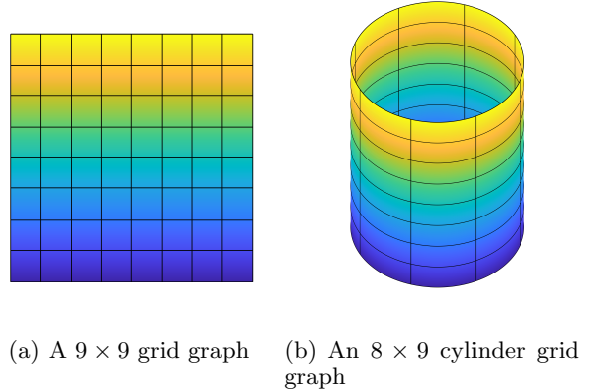 (a) A 9 × 9 grid graph
(b) An 8 × 9 cylinder grid
graph